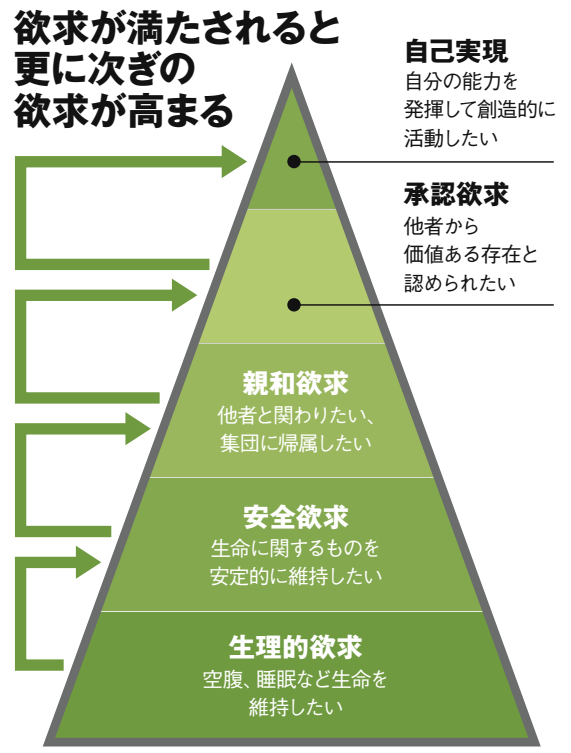 欲求が満たされると
更に次ぎの
欲求が高まる
自己実現
自分の能力を
発揮して創造的に
活動したい
承認欲求
他者から
価値ある存在と
認められたい
親和欲求
他者と関わりたい、
集団に帰属したい
安全欲求
生命に関するものを
安定的に維持したい
生理的欲求
空腹、睡眠など生命を
維持したい